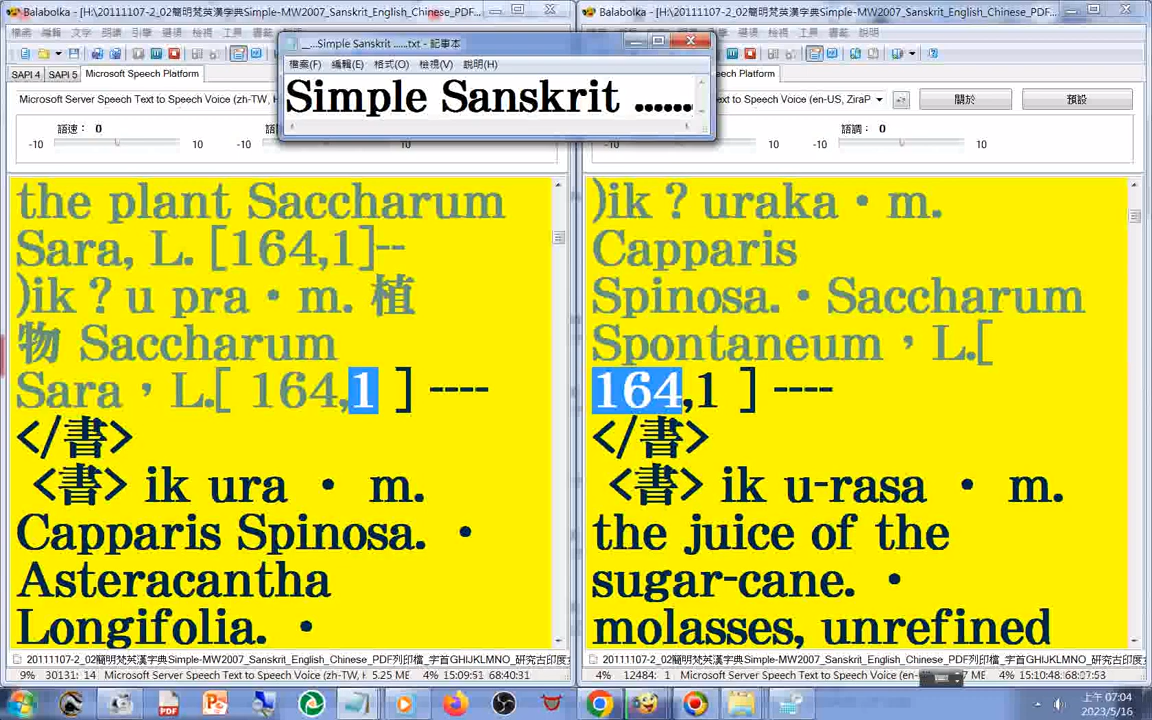 Balabolka - [H:\20111107-2_02簡明梵英漢字典Simple-MW2007_Sanskrit_English_Chinese_PDF...
SAPI 4 SAPI 5 Microsoft Speech Platform
Microsoft Server Speech Text to Speech Voice (zh-TW, H
語速： 0
-10 10 -10 10
the plant Saccharum
Sara, L. [164,1]--
)ik ? u pra • m. 植
物 Saccharum
Sara，L.[ 164,1 ] ----
</書>
<書> ik ura • m.
Capparis Spinosa. •
Asteracantha
Longifolia. •
20111107-2_02簡明梵英漢字典Simple-MW2007_Sanskrit_English_Chinese_PDF列印檔_字首GHIJKLMNO_研究古印度
9% 30131: 14 Microsoft Server Speech Text to Speech Voice (zh-TW, 5.25 ME 4% 15:09:51 68:40:31
__...Simple Sanskrit ......txt - 記事本
檔案(F) 編輯(E) 格式(O) 檢視(V) 說明(H)
Simple Sanskrit .......
Balabolka - [H:\20111107-2_02簡明梵英漢字典Simple-MW2007_Sanskrit_English_Chinese_PDF...
朗讀 檢視 工具 書籤 說明
eech Platform
t to Speech Voice (en-US, ZiraP 關於 預設
語調： 0
-10 10
)ik ? uraka • m.
Capparis
Spinosa. • Saccharum
Spontaneum，L.[
164,1 ] ----
</書>
<書> ik u-rasa • m.
the juice of the
sugar-cane. •
molasses, unrefined
20111107-2_02簡明梵英漢字典Simple-MW2007_Sanskrit_English_Chinese_PDF列印檔_字首GHIJKLMNO_研究古印度
4% 12484: 1 Microsoft Server Speech Text to Speech Voice ME 4% 15:10:48 68:07:53
PDF
上午 07:04
2023/5/16